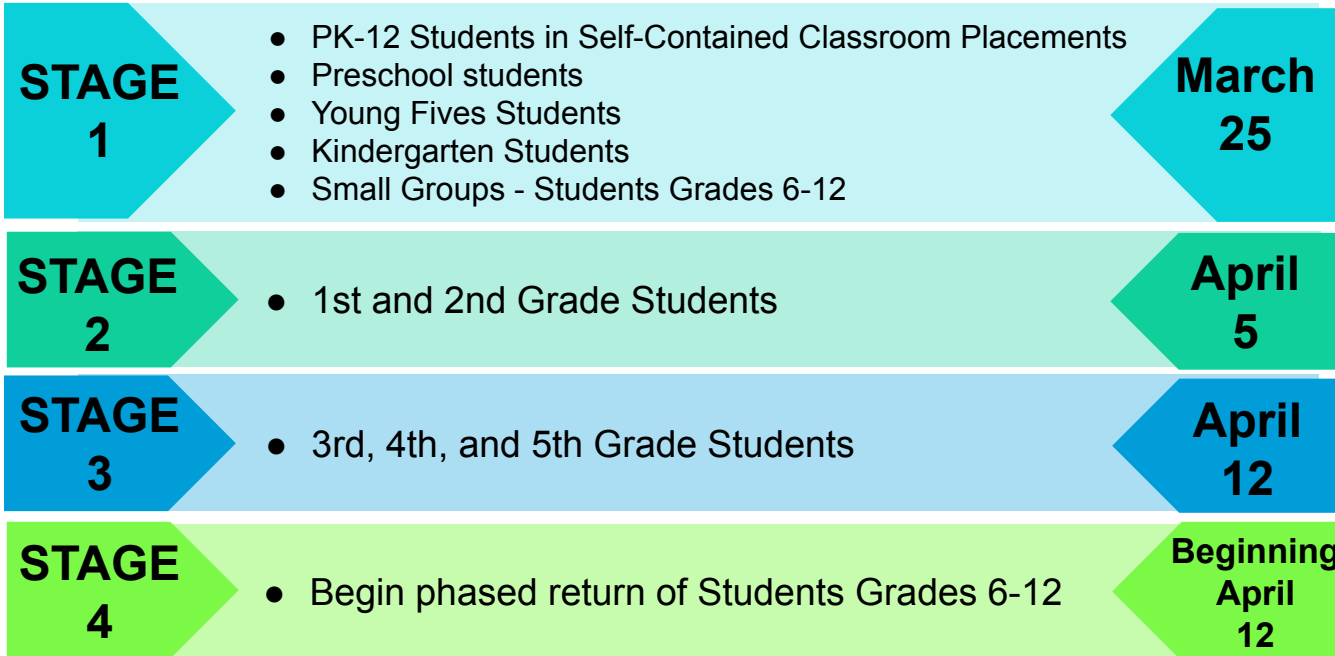 STAGE
1
● PK-12 Students in Self-Contained Classroom Placements
● Preschool students
● Young Fives Students
● Kindergarten Students
● Small Groups - Students Grades 6-12
March
25
STAGE
2
● 1st and 2nd Grade Students
April
5
STAGE
3
● 3rd, 4th, and 5th Grade Students
April
12
STAGE
4
● Begin phased return of Students Grades 6-12
Beginning
April
12